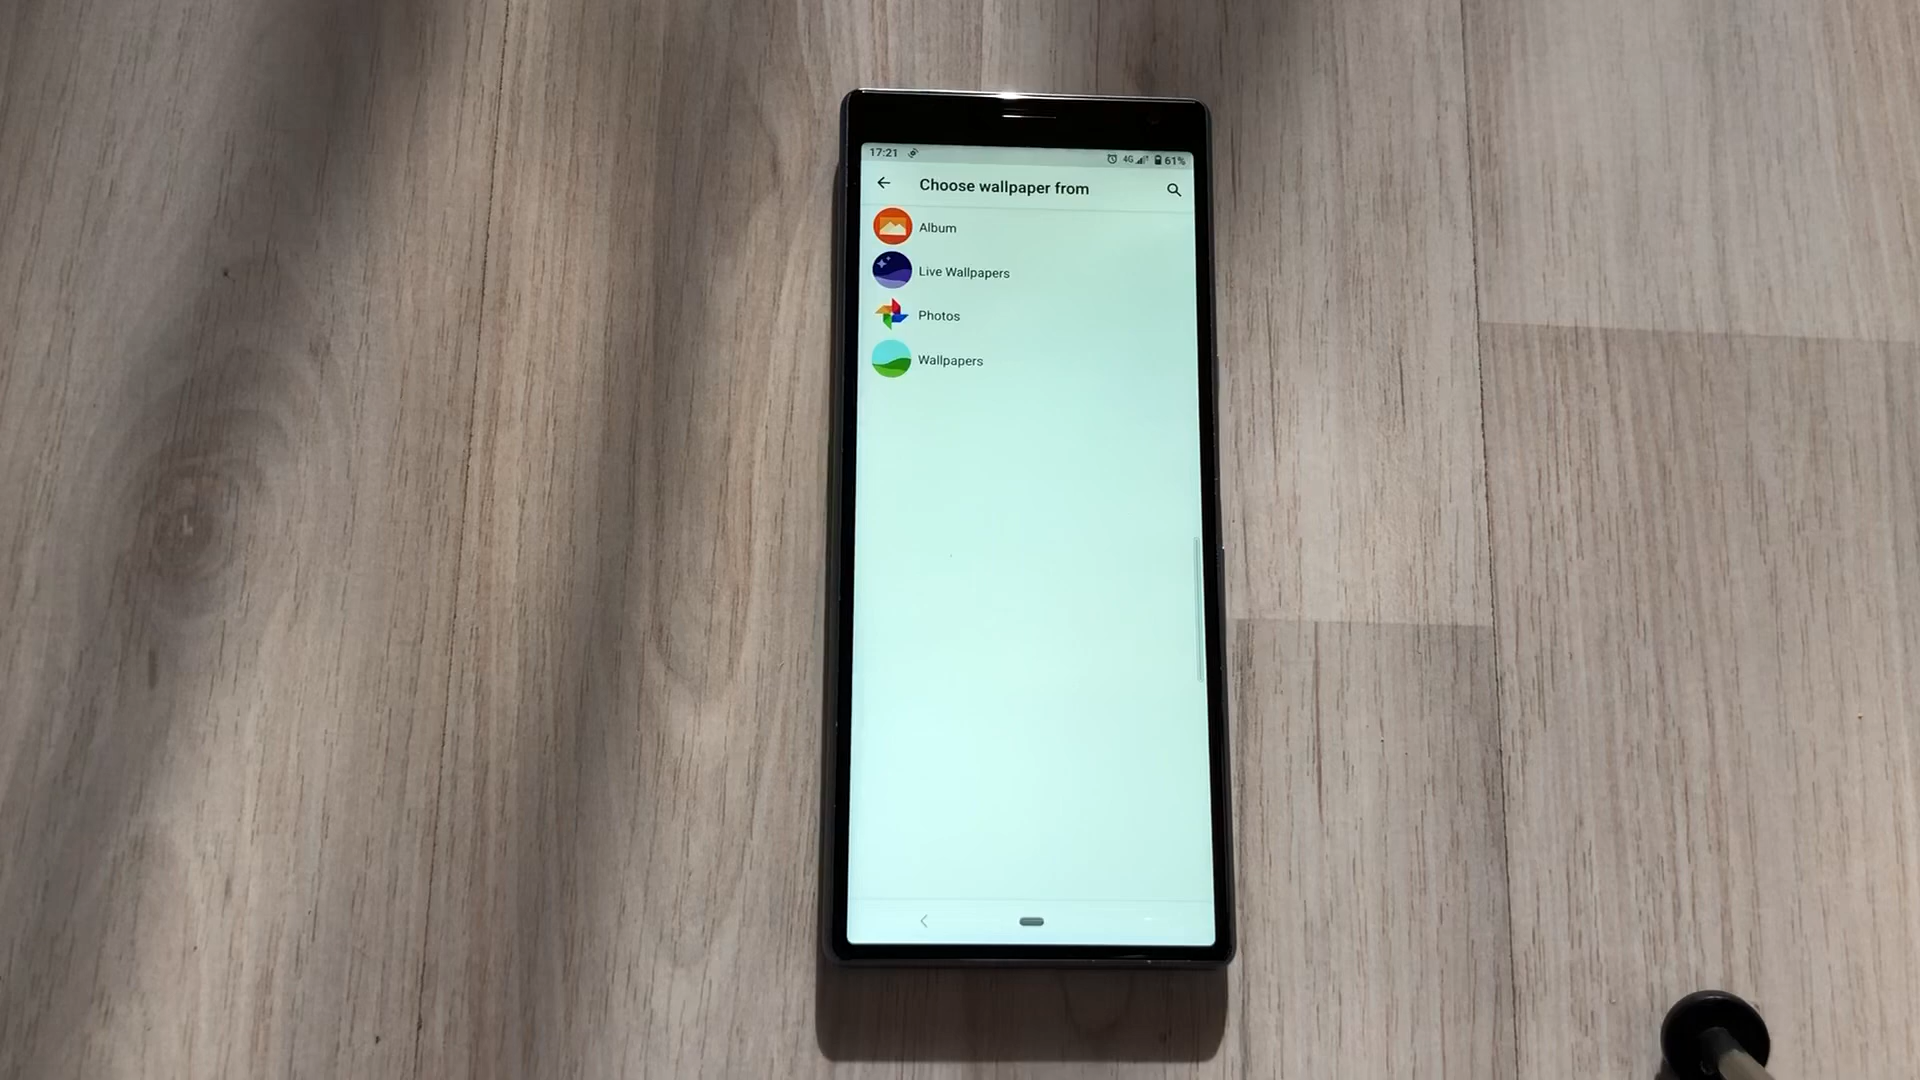 17:21 4G 61%
Choose wallpaper from
Album
Live Wallpapers
Photos
Wallpapers